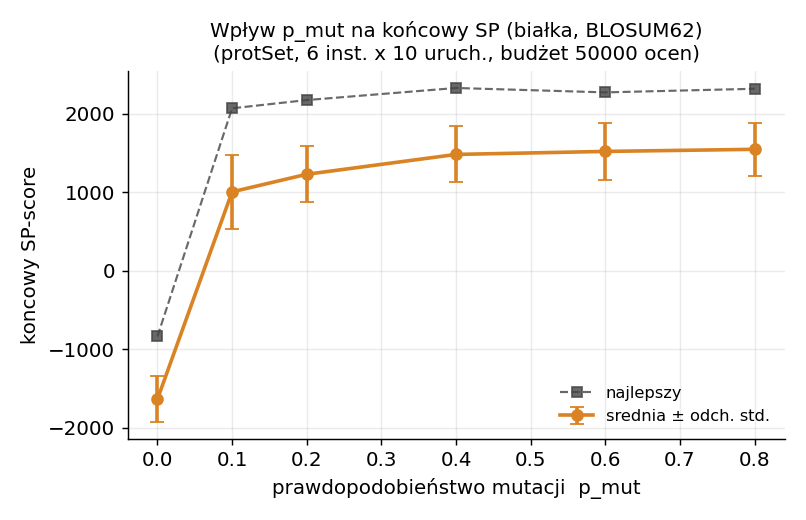 Wpływ p_mut na końcowy SP (białka, BLOSUM62)
(protSet, 6 inst. x 10 uruch., budżet 50000 ocen)
koncowy SP-score
2000
1000
0
−1000
−2000
najlepszy
srednia ± odch. std.
0.0 0.1 0.2 0.3 0.4 0.5 0.6 0.7 0.8
prawdopodobieństwo mutacji p_mut